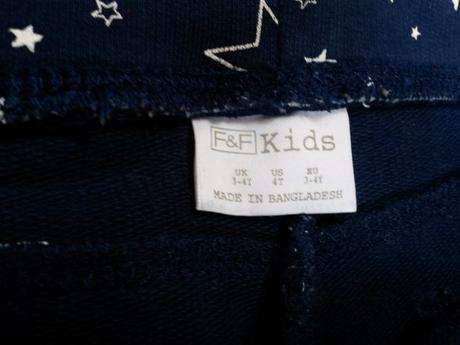 F&F Kids
UK US EU
3-4Y 4T 3-4Y
MADE IN BANGLADESH